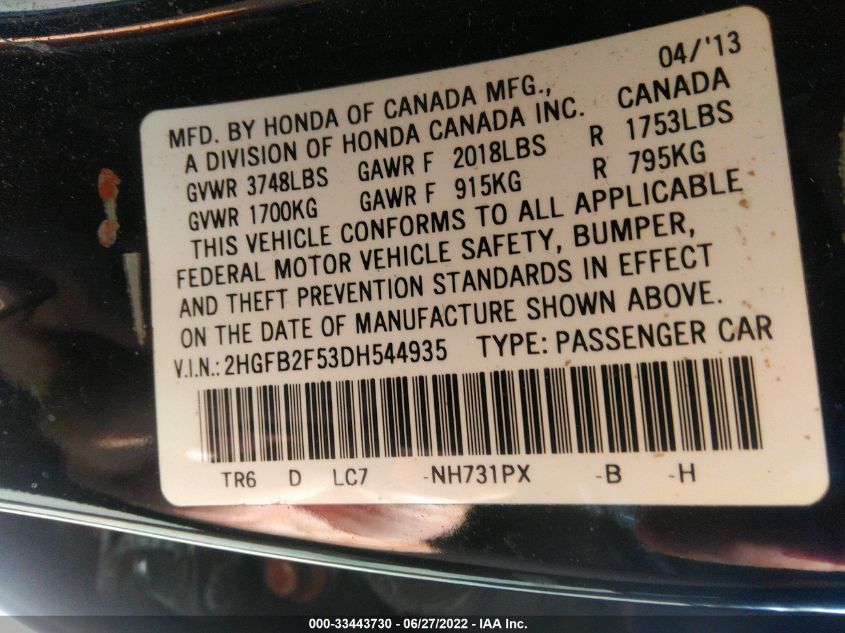 04/'13
MFD. BY HONDA OF CANADA MFG.,
A DIVISION OF HONDA CANADA INC. CANADA
GVWR 3748LBS GAWR F 2018LBS R 1753LBS
GVWR 1700KG GAWR F 915KG R 795KG
THIS VEHICLE CONFORMS TO ALL APPLICABLE
FEDERAL MOTOR VEHICLE SAFETY, BUMPER,
AND THEFT PREVENTION STANDARDS IN EFFECT
ON THE DATE OF MANUFACTURE SHOWN ABOVE.
V.I.N.: 2HGFB2F53DH544935 TYPE: PASSENGER CAR
TR6 D LC7 -NH731PX -B -H
000-33443730 - 06/27/2022 - IAAI Inc.